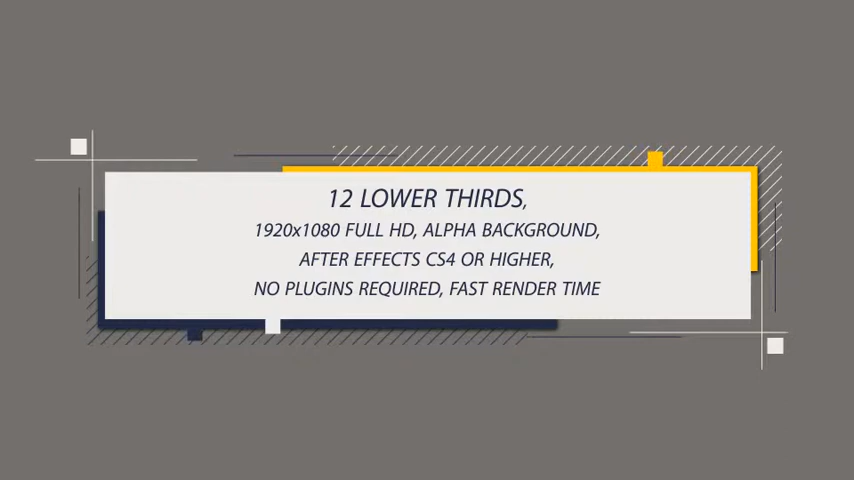 12 LOWER THIRDS,
1920x1080 FULL HD, ALPHA BACKGROUND,
AFTER EFFECTS CS4 OR HIGHER,
NO PLUGINS REQUIRED, FAST RENDER TIME